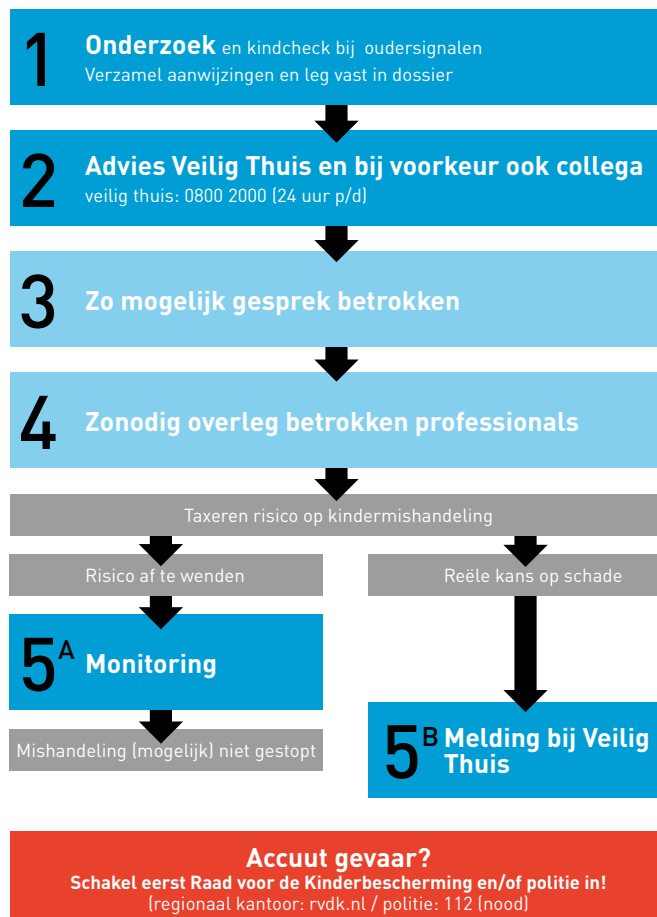 1
Onderzoek en kindcheck bij oudersignalen
Verzamel aanwijzingen en leg vast in dossier
2
Advies Veilig Thuis en bij voorkeur ook collega
veilig thuis: 0800 2000 (24 uur p/d)
3
Zo mogelijk gesprek betrokken
4
Zonodig overleg betrokken professionals
Taxeren risico op kindermishandeling
Risico af te wenden
5A Monitoring
Mishandeling (mogelijk) niet gestopt
Reële kans op schade
5B Melding bij Veilig
Thuis
Accuut gevaar?
Schakel eerst Raad voor de Kinderbescherming en/of politie in!
(regionaal kantoor: rvdk.nl / politie: 112 (nood)